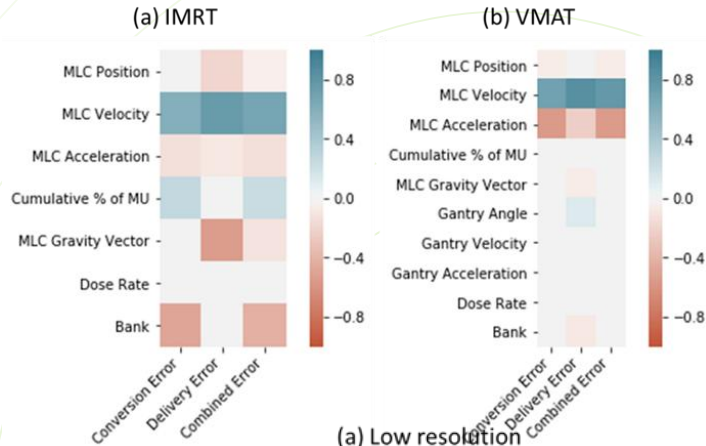 (a) IMRT
MLC Position
MLC Velocity
MLC Acceleration
Cumulative % of MU
MLC Gravity Vector
Dose Rate
Bank
0.8
0.4
0.0
−0.4
−0.8
Conversion Error
Delivery Error
Combined Error
(b) VMAT
MLC Position
MLC Velocity
MLC Acceleration
Cumulative % of MU
MLC Gravity Vector
Gantry Angle
Gantry Velocity
Gantry Acceleration
Dose Rate
Bank
0.8
0.4
0.0
−0.4
−0.8
Conversion Error
Delivery Error
Combined Error
(a) Low resolution